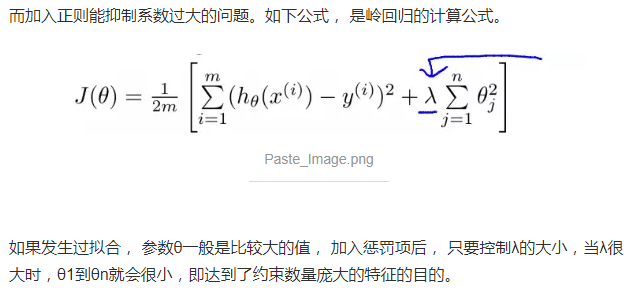 而加入正则能抑制系数过大的问题。如下公式， 是岭回归的计算公式。
J(θ) = \frac{1}{2m} \left[ \sum_{i=1}^{m} (h_θ(x^{(i)}) − y^{(i)})^2 + λ \sum_{j=1}^{n} θ_j^2 \right]
Paste_Image.png
如果发生过拟合， 参数θ一般是比较大的值， 加入惩罚项后， 只要控制λ的大小，当λ很
大时，θ1到θn就会很小，即达到了约束数量庞大的特征的目的。